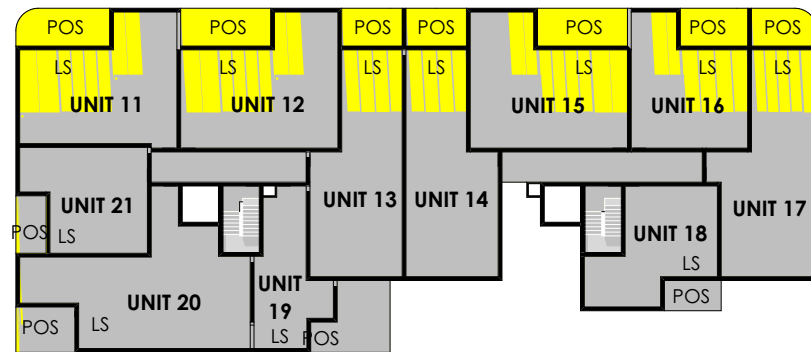 POS POS POS POS POS POS POS
LS LS LS LS LS LS LS
UNIT 11 UNIT 12 UNIT 15 UNIT 16
UNIT 21 UNIT 13 UNIT 14 UNIT 17
POS LS UNIT 18
LS
UNIT 20 UNIT
19
POS
POS LS LS POS